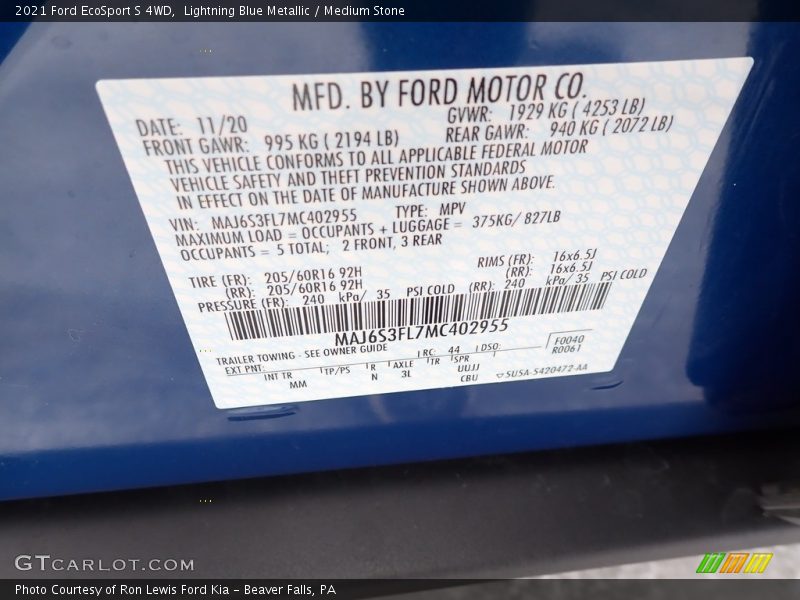 2021 Ford EcoSport S 4WD, Lightning Blue Metallic / Medium Stone
MFD. BY FORD MOTOR CO.
DATE: 11/20 GVWR: 1929 KG ( 4253 LB)
FRONT GAWR: 995 KG ( 2194 LB) REAR GAWR: 940 KG ( 2072 LB)
THIS VEHICLE CONFORMS TO ALL APPLICABLE FEDERAL MOTOR
VEHICLE SAFETY AND THEFT PREVENTION STANDARDS
IN EFFECT ON THE DATE OF MANUFACTURE SHOWN ABOVE.
VIN: MAJ6S3FL7MC402955 TYPE: MPV
MAXIMUM LOAD = OCCUPANTS + LUGGAGE = 375KG/ 827LB
OCCUPANTS = 5 TOTAL; 2 FRONT, 3 REAR
TIRE (FR): 205/60R16 92H RIMS (FR): 16x6.5J
(RR): 205/60R16 92H (RR): 16x6.5J
PRESSURE (FR): 240 kPa/ 35 PSI COLD (RR): 240 kPa/ 35 PSI COLD
MAJ6S3FL7MC402955
TRAILER TOWING - SEE OWNER GUIDE RC: 44 DSO: F0040
R0061
EXT PNT: INT TR TP/PS R AXLE TR SPR
MM N 3L UUJJ
CBU 5U5A-5420472-AA
GTCARLOT.COM
Photo Courtesy of Ron Lewis Ford Kia – Beaver Falls, PA